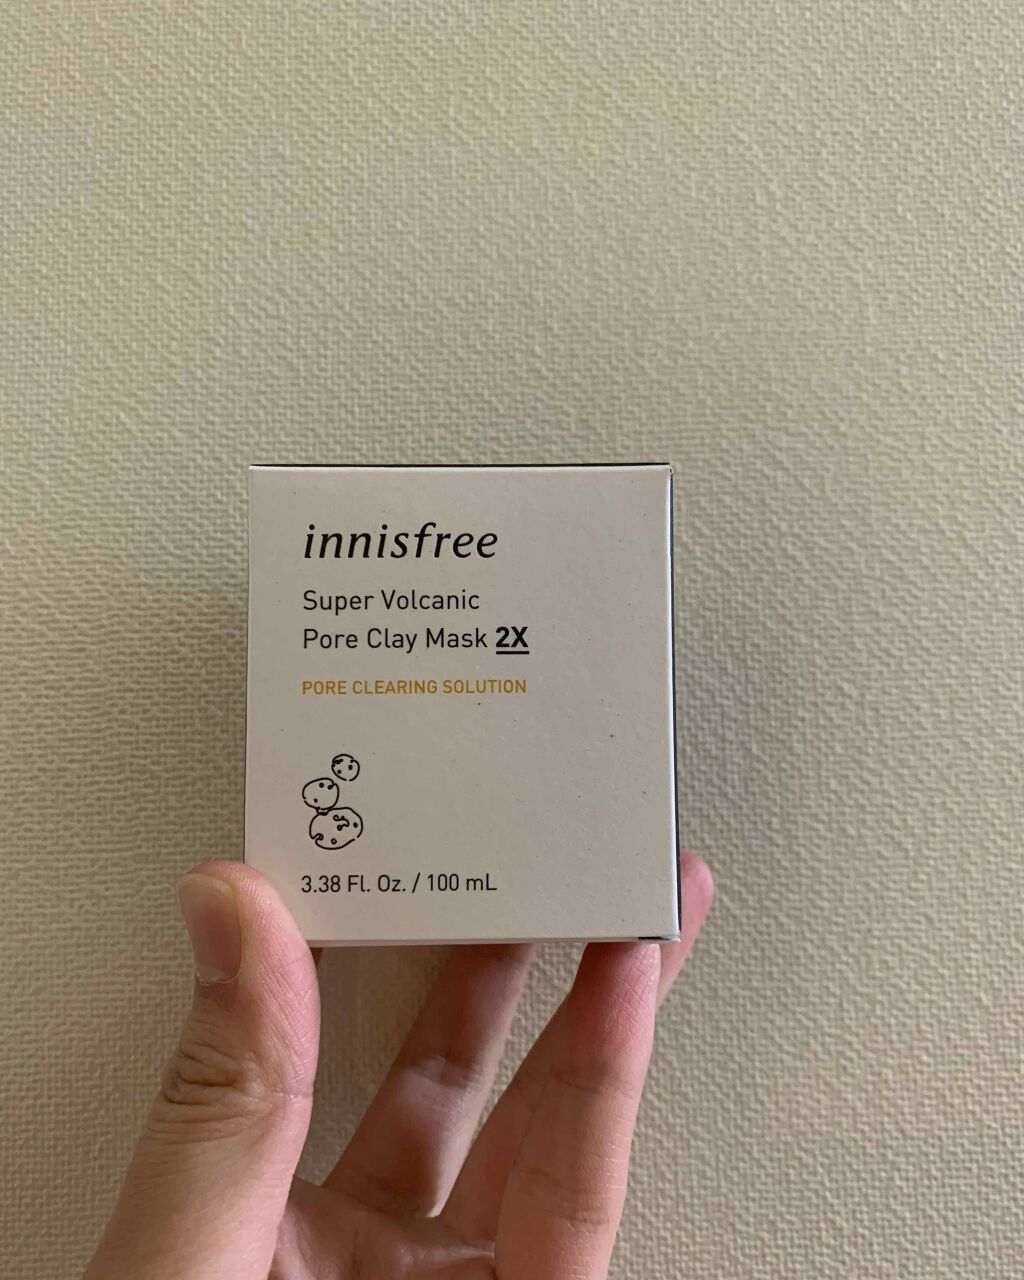 innisfree
Super Volcanic
Pore Clay Mask 2X
PORE CLEARING SOLUTION
3.38 Fl. Oz. / 100 mL